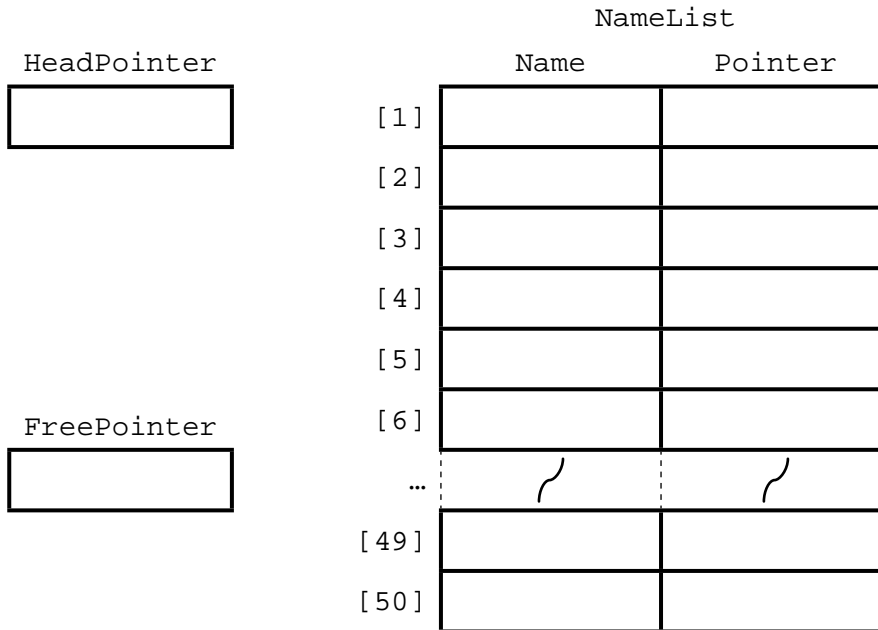 NameList
HeadPointer Name Pointer
[1]
[2]
[3]
[4]
[5]
FreePointer [6]
…
[49]
[50]